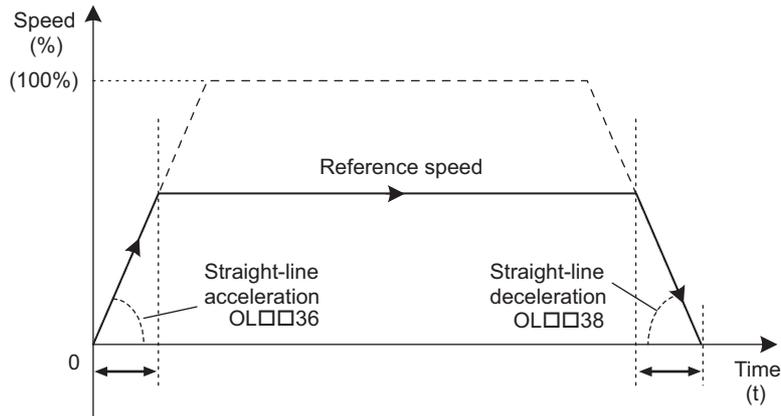 Speed
(%)
(100%)
Reference speed
Straight-line
acceleration
OL□□36
Straight-line
deceleration
OL□□38
0
Time
(t)